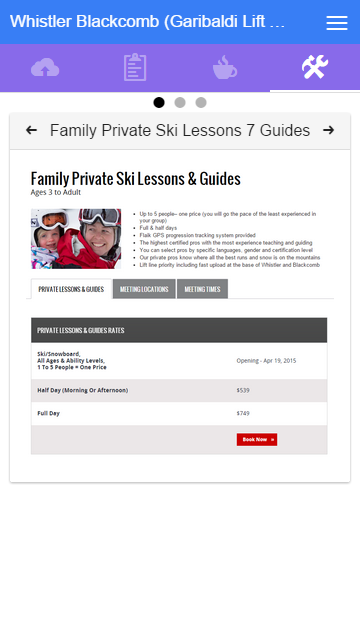 Whistler Blackcomb (Garibaldi Lift ...
Family Private Ski Lessons 7 Guides
Family Private Ski Lessons & Guides
Ages 3 to Adult
Up to 5 people– one price (you will go the pace of the least experienced in
your group)
Full & half days
Flaik GPS progression tracking system provided
The highest certified pros with the most experience teaching and guiding
You can select pros by specific languages, gender and certification level
Our private pros know where all the best runs and snow is on the mountains
Lift line priority including fast upload at the base of Whistler and Blackcomb
PRIVATE LESSONS & GUIDES
MEETING LOCATIONS
MEETING TIMES
PRIVATE LESSONS & GUIDES RATES
Ski/Snowboard,
All Ages & Ability Levels,
1 To 5 People = One Price
Opening - Apr 19, 2015
Half Day (Morning Or Afternoon)
$539
Full Day
$749
Book Now »